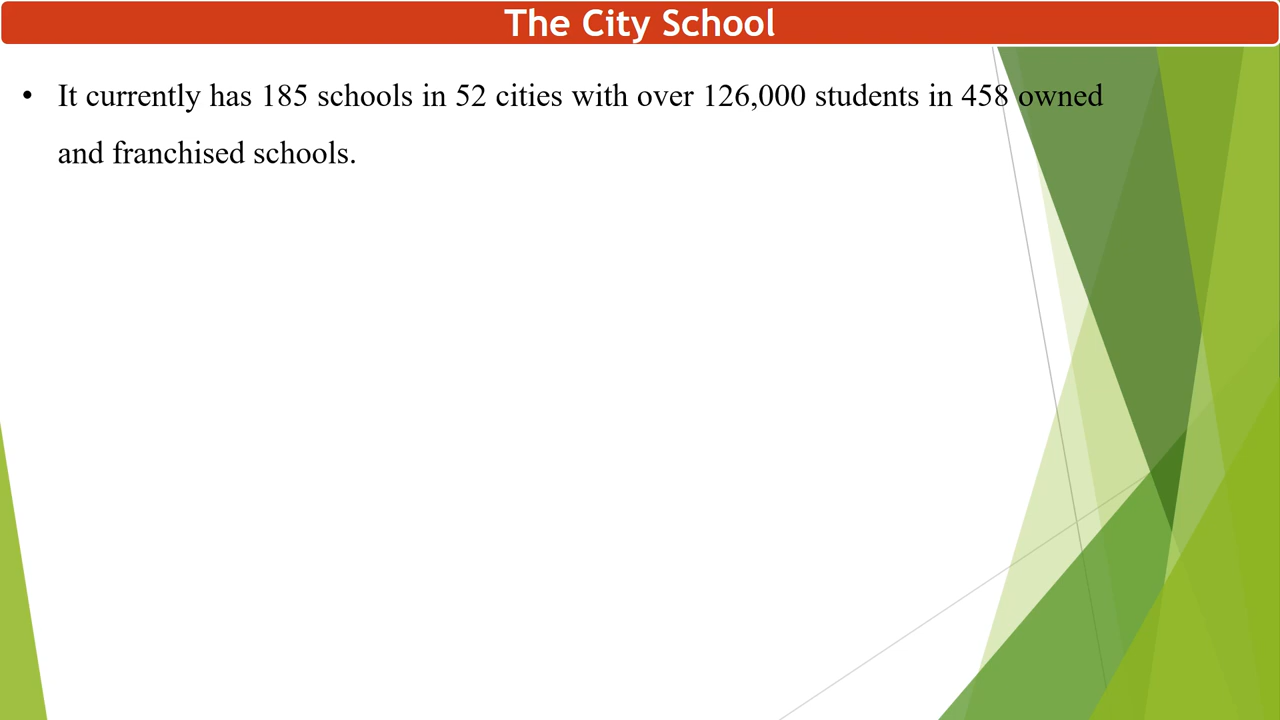 The City School
• It currently has 185 schools in 52 cities with over 126,000 students in 458 owned
and franchised schools.